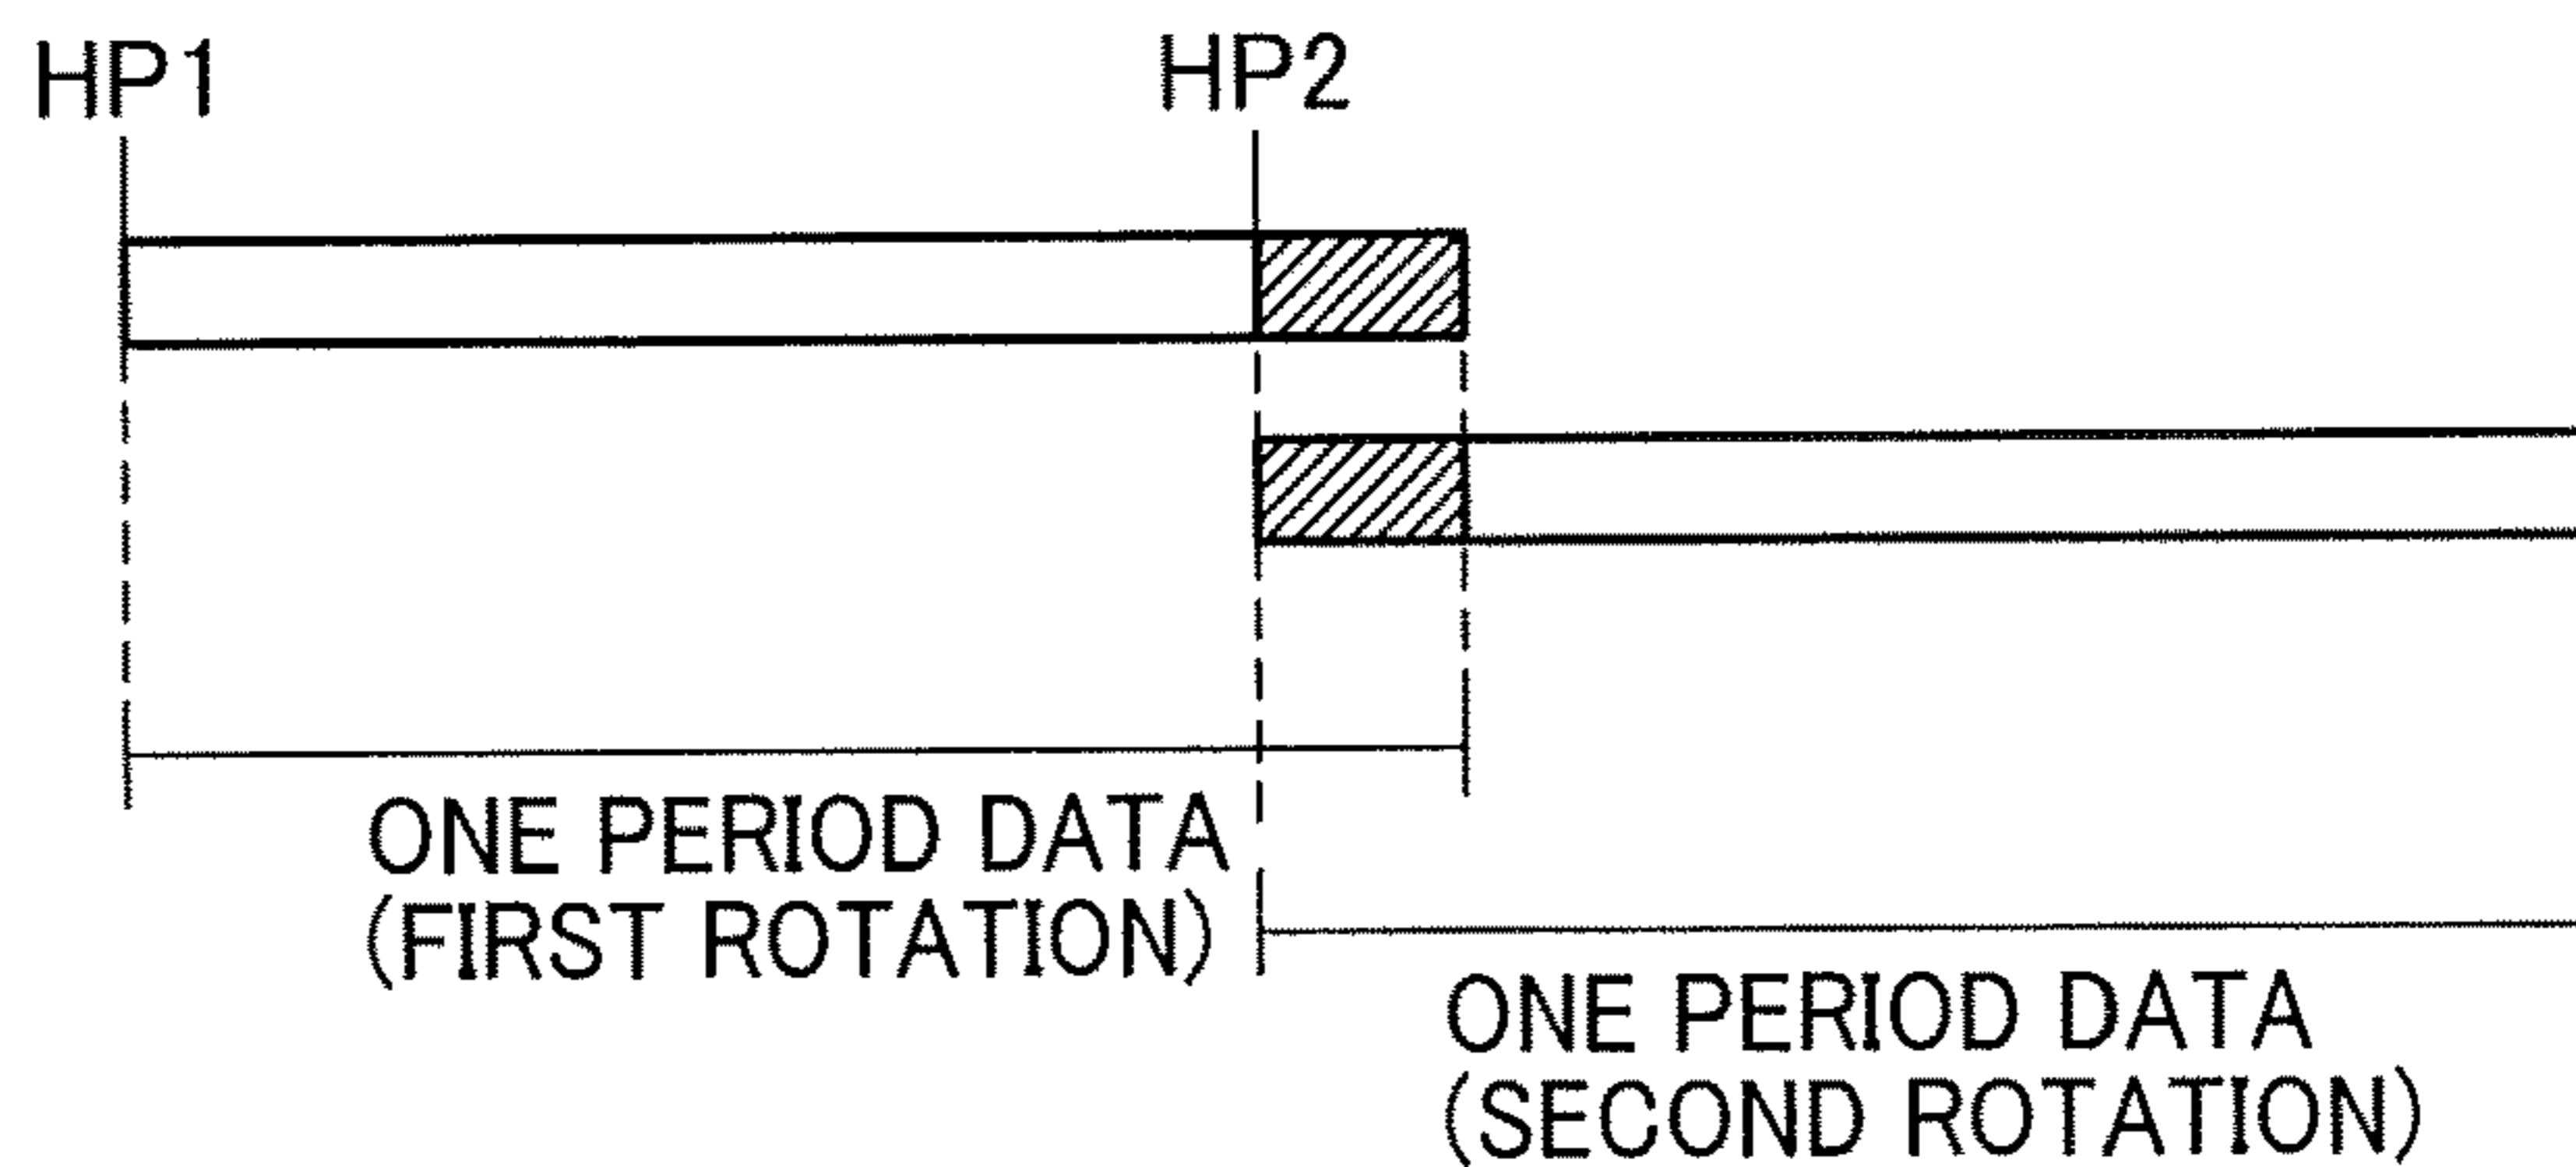 HP1
HP2
ONE PERIOD DATA
(FIRST ROTATION)
ONE PERIOD DATA
(SECOND ROTATION)